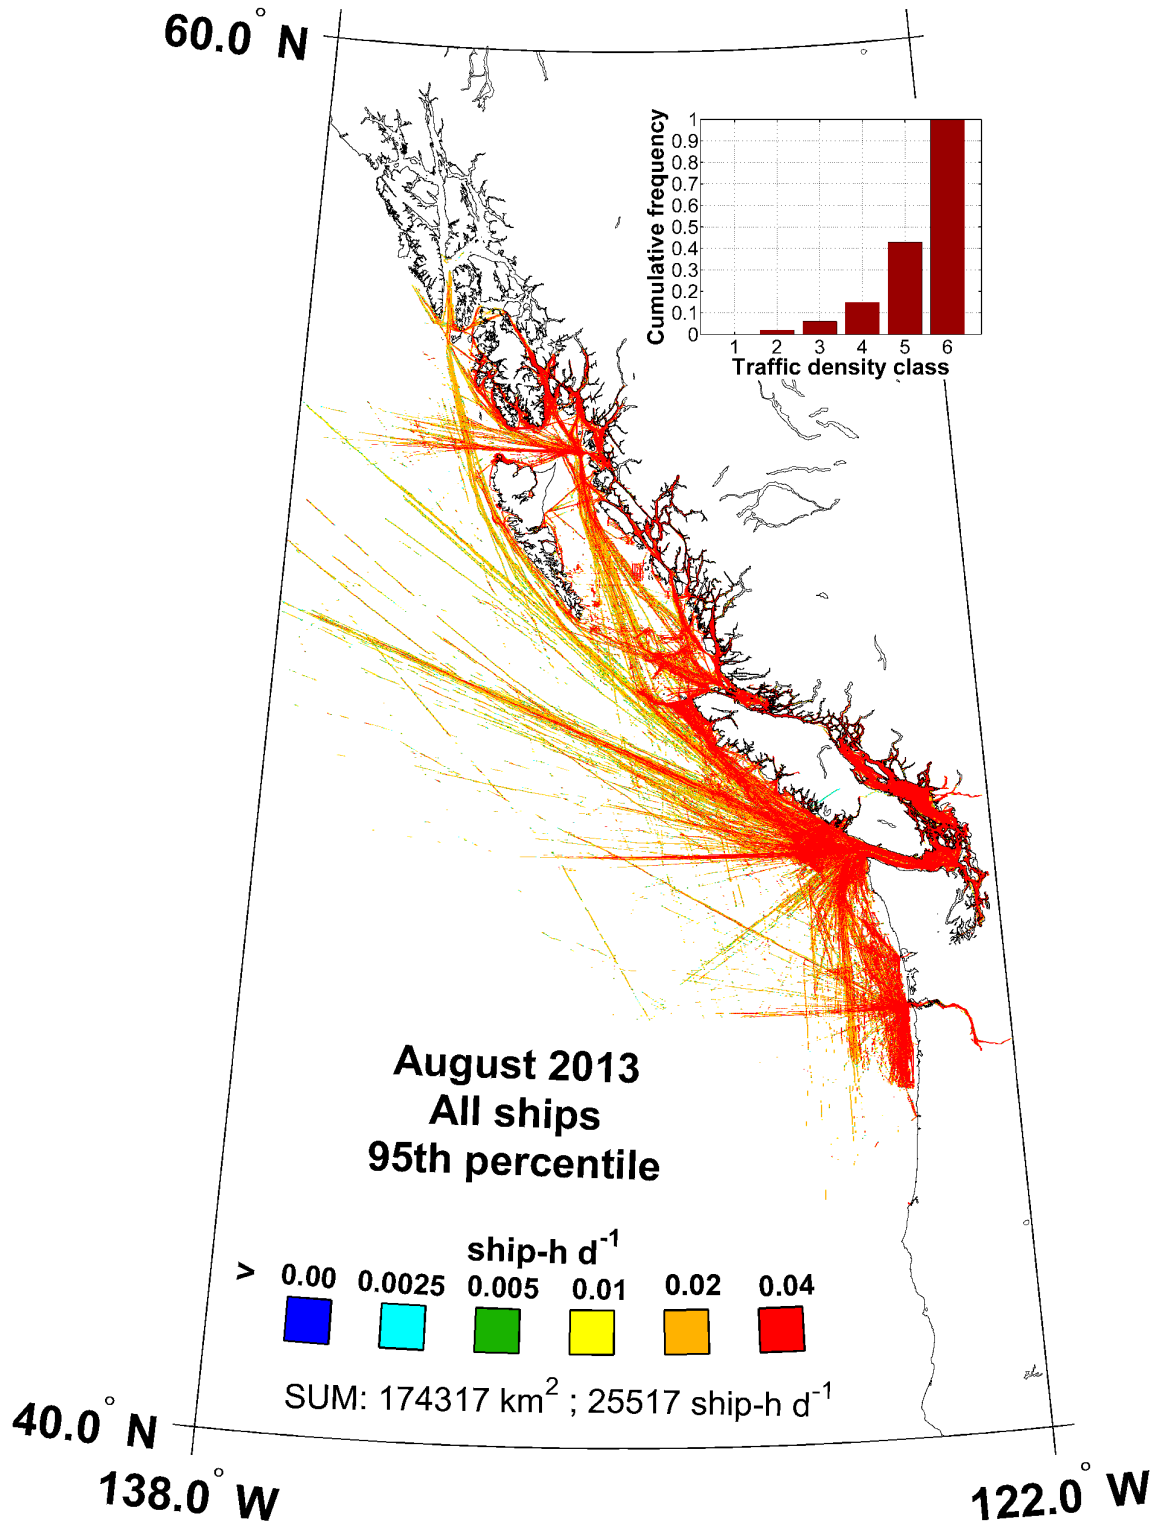 60.0° N
Cumulative frequency
1
0.9
0.8
0.7
0.6
0.5
0.4
0.3
0.2
0.1
0
1 2 3 4 5 6
Traffic density class
August 2013
All ships
95th percentile
ship-h d⁻¹
> 0.00 0.0025 0.005 0.01 0.02 0.04
SUM: 174317 km² ; 25517 ship-h d⁻¹
40.0° N
138.0° W
122.0° W